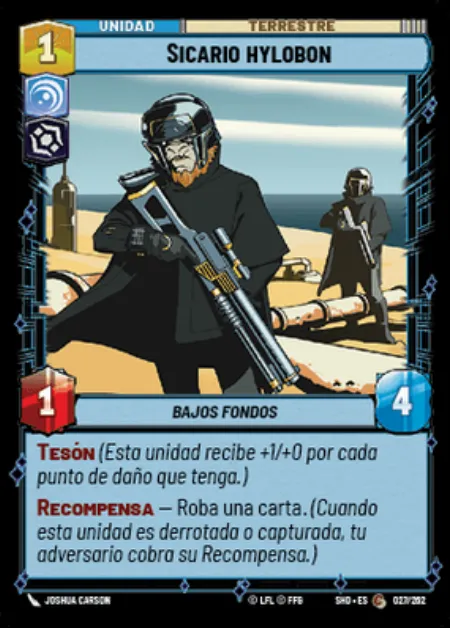 UNIDAD
TERRESTRE
1
SICARIO HYLOBON
1
BAJOS FONDOS
4
TESÓN (Esta unidad recibe +1/+0 por cada
punto de daño que tenga.)
RECOMPENSA – Roba una carta. (Cuando
esta unidad es derrotada o capturada, tu
adversario cobra su Recompensa.)
JOSHUA CARSON
© LFL © FFG
SHD • ES
C
027/262